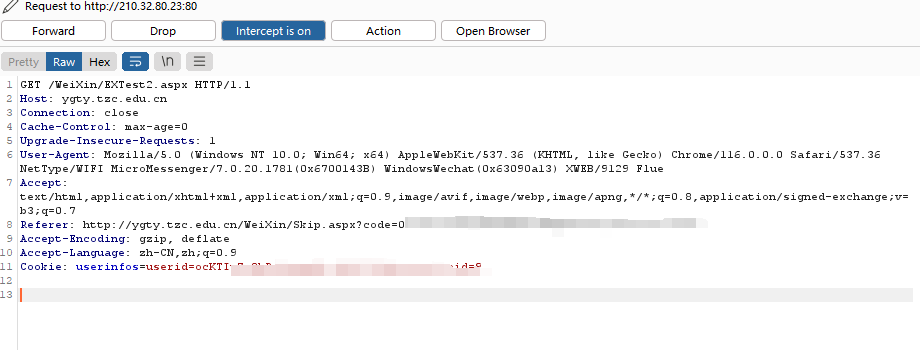 Request to http://210.32.80.23:80
Forward Drop Intercept is on Action Open Browser
Pretty Raw Hex \n
1 GET /WeiXin/EXTest2.aspx HTTP/1.1
2 Host: ygty.tzc.edu.cn
3 Connection: close
4 Cache-Control: max-age=0
5 Upgrade-Insecure-Requests: 1
6 User-Agent: Mozilla/5.0 (Windows NT 10.0; Win64; x64) AppleWebKit/537.36 (KHTML, like Gecko) Chrome/116.0.0.0 Safari/537.36
NetType/WIFI MicroMessenger/7.0.20.1781(0x6700143B) WindowsWechat(0x63090a13) XWEB/9129 Flue
7 Accept:
text/html,application/xhtml+xml,application/xml;q=0.9,image/avif,image/webp,image/apng,*/*;q=0.8,application/signed-exchange;v=
b3;q=0.7
8 Referer: http://ygty.tzc.edu.cn/WeiXin/Skip.aspx?code=0
9 Accept-Encoding: gzip, deflate
10 Accept-Language: zh-CN,zh;q=0.9
11 Cookie: userinfos=userid=ocKTI
12
13